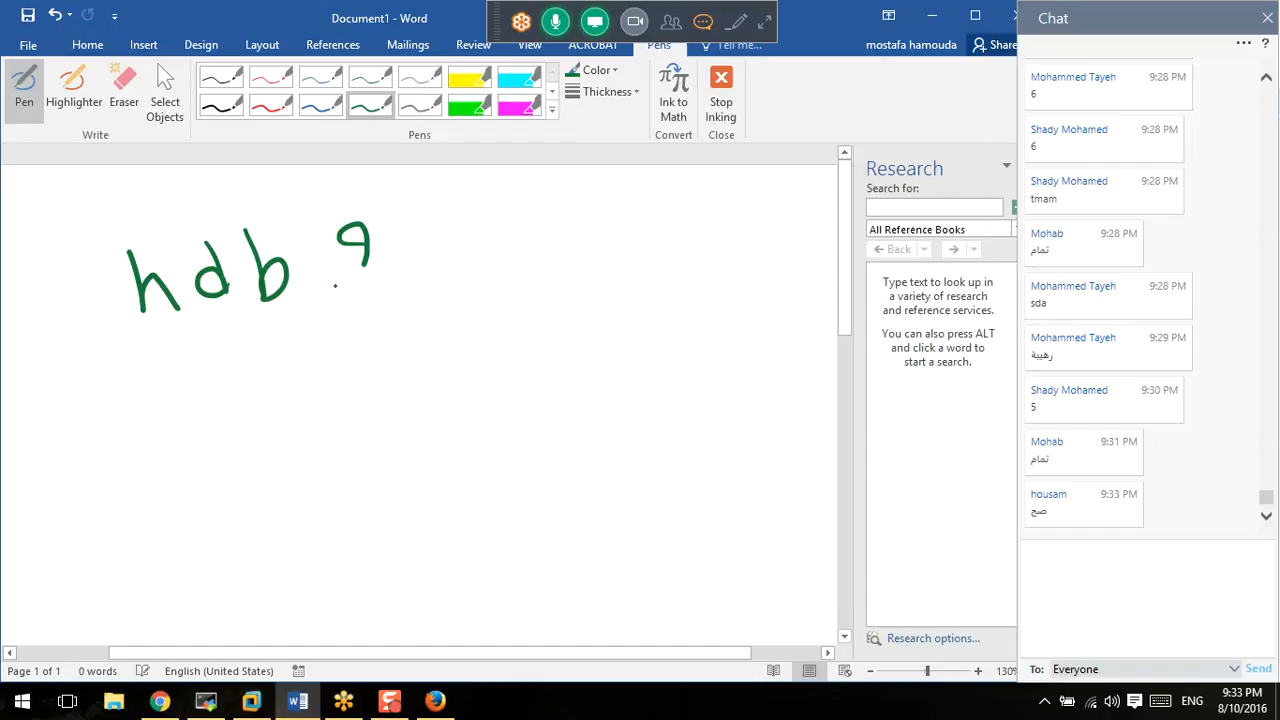 Document1 - Word
mostafa hamouda
Share
File
Home
Insert
Design
Layout
References
Mailings
Review
View
ACROBAT
Pens
Tell me...
Pen
Highlighter
Eraser
Select Objects
Color
Thickness
Ink to Math
Stop Inking
Write
Pens
Convert
Close
hdb ?
Research
Search for:
All Reference Books
Back
Type text to look up in
a variety of research
and reference services.
You can also press ALT
and click a word to
start a search.
Research options...
Chat
Mohammed Tayeh 9:28 PM
6
Shady Mohamed 9:28 PM
6
Shady Mohamed 9:28 PM
tmam
Mohab 9:28 PM
تمام
Mohammed Tayeh 9:28 PM
sda
Mohammed Tayeh 9:29 PM
رهيبة
Shady Mohamed 9:30 PM
5
Mohab 9:31 PM
تمام
housam 9:33 PM
صح
To: Everyone
Send
Page 1 of 1
0 words
English (United States)
130%
ENG
9:33 PM
8/10/2016